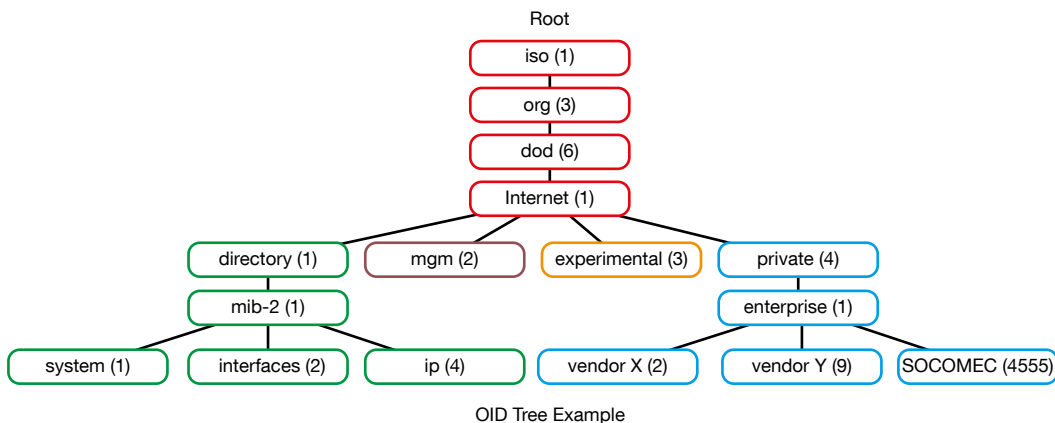 Root
iso (1)
org (3)
dod (6)
Internet (1)
directory (1) mgm (2) experimental (3) private (4)
mib-2 (1) enterprise (1)
system (1) interfaces (2) ip (4) vendor X (2) vendor Y (9) SOCOMEC (4555)
OID Tree Example